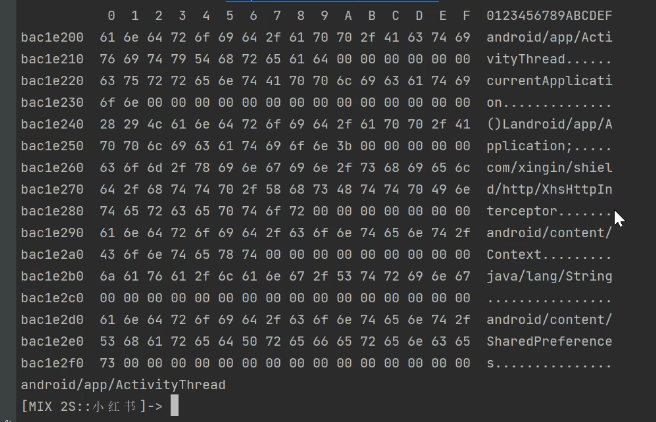 0 1 2 3 4 5 6 7 8 9 A B C D E F 0123456789ABCDEF
bac1e200 61 6e 64 72 6f 69 64 2f 61 70 70 2f 41 63 74 69 android/app/Acti
bac1e210 76 69 74 79 54 68 72 65 61 64 00 00 00 00 00 00 vityThread......
bac1e220 63 75 72 72 65 6e 74 41 70 70 6c 69 63 61 74 69 currentApplicati
bac1e230 6f 6e 00 00 00 00 00 00 00 00 00 00 00 00 00 00 on..............
bac1e240 28 29 4c 61 6e 64 72 6f 69 64 2f 61 70 70 2f 41 ()Landroid/app/A
bac1e250 70 70 6c 69 63 61 74 69 6f 6e 3b 00 00 00 00 00 pplication;.....
bac1e260 63 6f 6d 2f 78 69 6e 67 69 6e 2f 73 68 69 65 6c com/xingin/shiel
bac1e270 64 2f 68 74 74 70 2f 58 68 73 48 74 74 70 49 6e d/http/XhsHttpIn
bac1e280 74 65 72 63 65 70 74 6f 72 00 00 00 00 00 00 00 terceptor.......
bac1e290 61 6e 64 72 6f 69 64 2f 63 6f 6e 74 65 6e 74 2f android/content/
bac1e2a0 43 6f 6e 74 65 78 74 00 00 00 00 00 00 00 00 00 Context.........
bac1e2b0 6a 61 76 61 2f 6c 61 6e 67 2f 53 74 72 69 6e 67 java/lang/String
bac1e2c0 00 00 00 00 00 00 00 00 00 00 00 00 00 00 00 00 ................
bac1e2d0 61 6e 64 72 6f 69 64 2f 63 6f 6e 74 65 6e 74 2f android/content/
bac1e2e0 53 68 61 72 65 64 50 72 65 66 65 72 65 6e 63 65 SharedPreference
bac1e2f0 73 00 00 00 00 00 00 00 00 00 00 00 00 00 00 00 s...............
android/app/ActivityThread
[MIX 2S::小红书]->